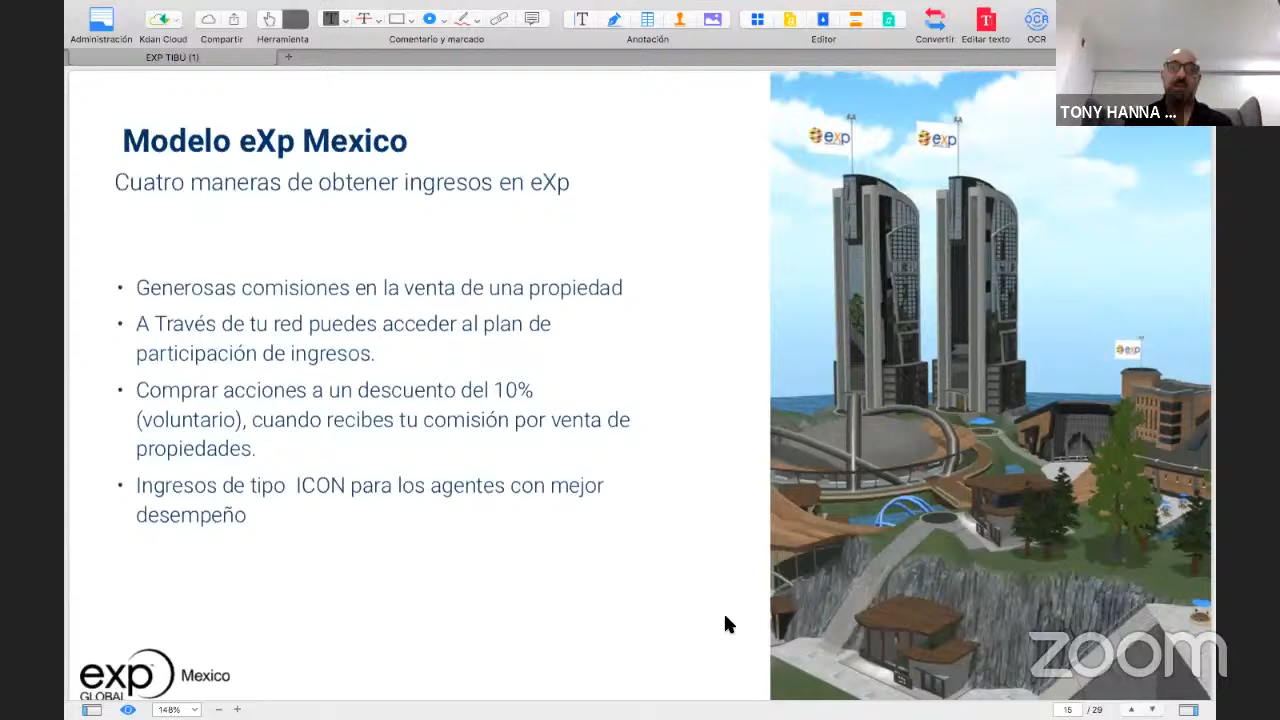 Administración
Kdan Cloud
Compartir
Herramienta
Comentario y marcado
Anotación
Editor
Convertir
Editar texto
OCR
EXP TIBU (1)
TONY HANNA ...
Modelo eXp Mexico
Cuatro maneras de obtener ingresos en eXp
• Generosas comisiones en la venta de una propiedad
• A Través de tu red puedes acceder al plan de
participación de ingresos.
• Comprar acciones a un descuento del 10%
(voluntario), cuando recibes tu comisión por venta de
propiedades.
• Ingresos de tipo  ICON para los agentes con mejor
desempeño
exp
exp
exp
exp
GLOBAL
Mexico
zoom
148%
15 / 29